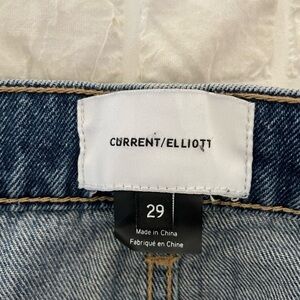 CURRENT/ELLIOTT
29
Made in China
Fabriqué en Chine